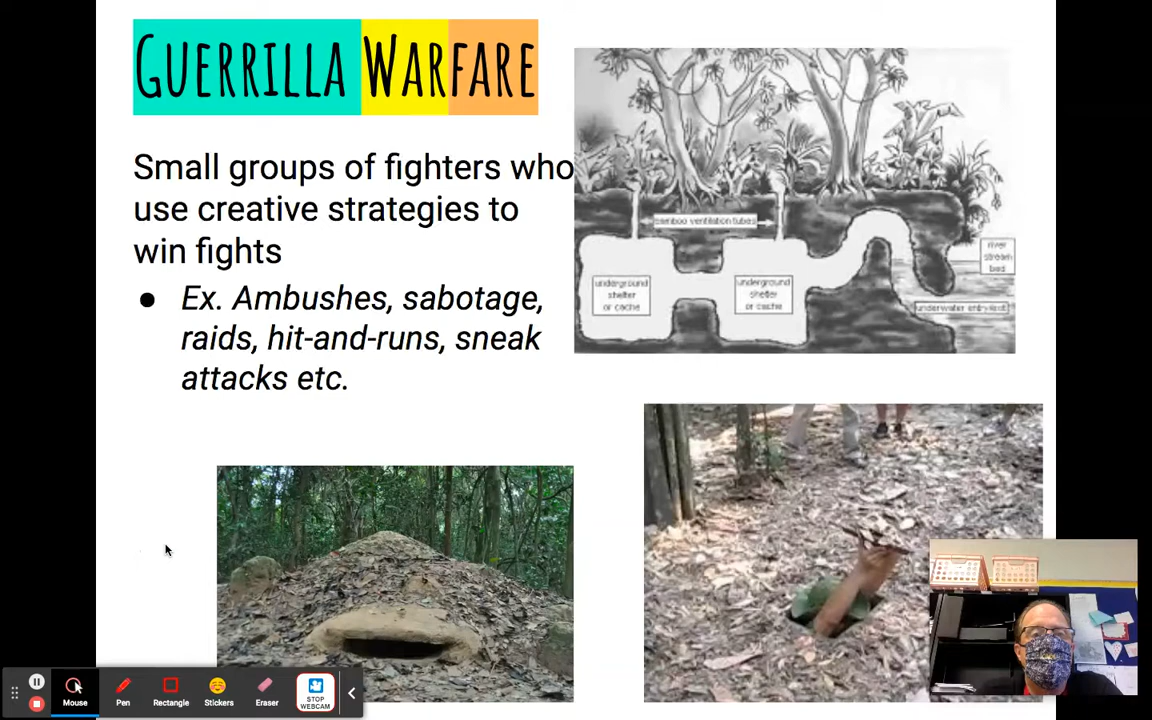 GUERRILLA WARFARE
Small groups of fighters who
use creative strategies to
win fights
● Ex. Ambushes, sabotage,
raids, hit-and-runs, sneak
attacks etc.
bamboo ventilation tubes
underground
shelter
or cache
underground
shelter
or cache
river
stream
bed
underwater entry/exit
Mouse
Pen
Rectangle
Stickers
Eraser
STOP
WEBCAM